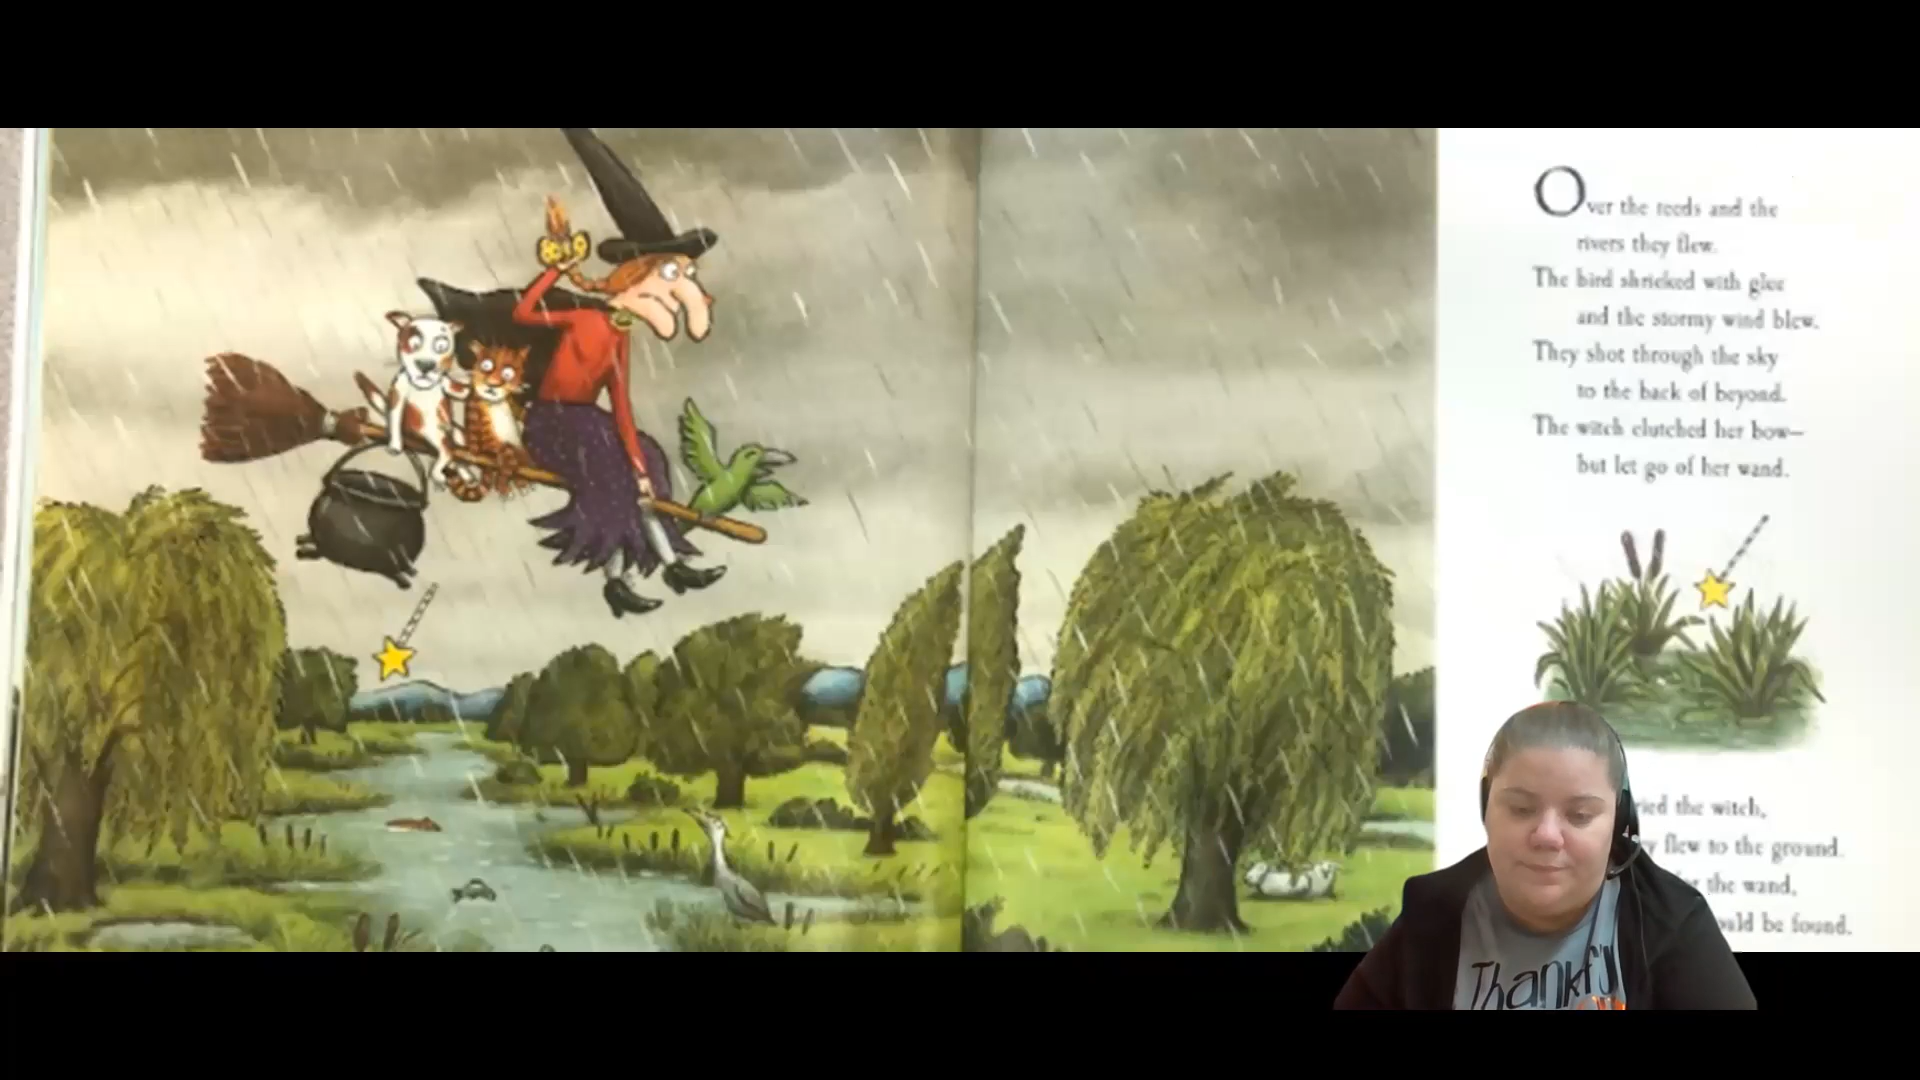 Over the reeds and the
rivers they flew.
The bird shrieked with glee
and the stormy wind blew.
They shot through the sky
to the back of beyond.
The witch clutched her bow—
but let go of her wand.
ried the witch,
y flew to the ground.
the wand,
be found.
Thankf